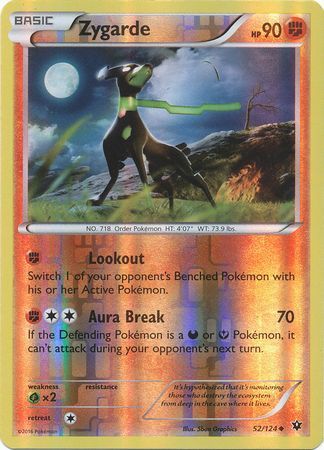 BASIC
Zygarde
HP 90
NO. 718 Order Pokémon HT: 4'07" WT: 73.9 lbs.
Lookout
Switch 1 of your opponent's Benched Pokémon with
his or her Active Pokémon.
Aura Break 70
If the Defending Pokémon is a or Pokémon, it
can't attack during your opponent's next turn.
weakness resistance
×2
retreat
It's hypothesized that it's monitoring
those who destroy the ecosystem
from deep in the cave where it lives.
©2016 Pokémon
Illus. 5ban Graphics
52/124